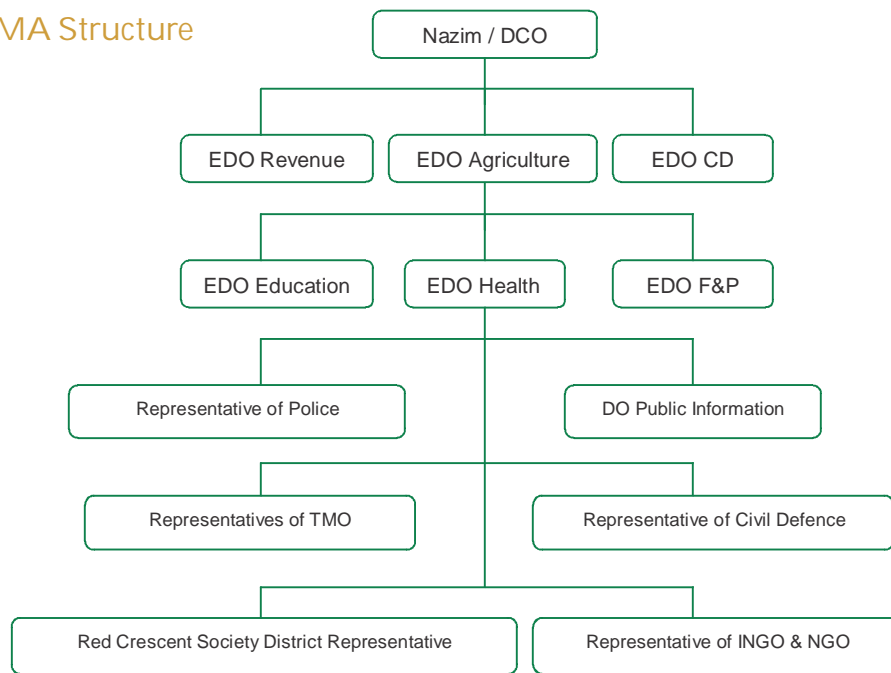 MA Structure
Nazim / DCO
EDO Revenue
EDO Agriculture
EDO CD
EDO Education
EDO Health
EDO F&P
Representative of Police
DO Public Information
Representatives of TMO
Representative of Civil Defence
Red Crescent Society District Representative
Representative of INGO & NGO